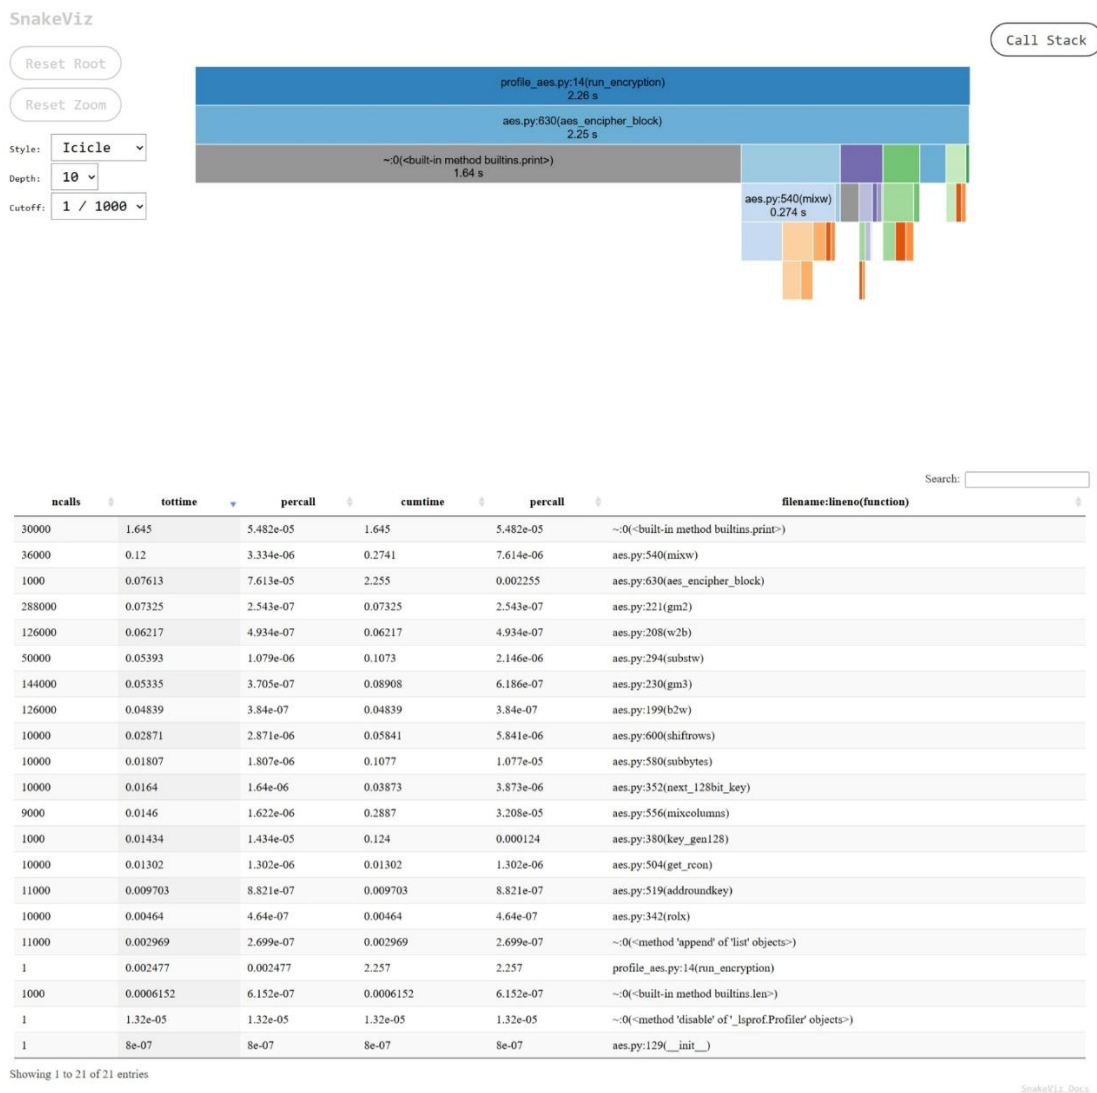 SnakeViz
Call Stack
Reset Root
Reset Zoom
Style: Icicle
Depth: 10
Cutoff: 1 / 1000
profile_aes.py:14(run_encryption)
2.26 s
aes.py:630(aes_encipher_block)
2.25 s
~:0(<built-in method builtins.print>)
1.64 s
aes.py:540(mixw)
0.274 s
Search:
ncalls tottime percall cumtime percall filename:lineno(function)
30000 1.645 5.482e-05 1.645 5.482e-05 ~:0(<built-in method builtins.print>)
36000 0.12 3.334e-06 0.2741 7.614e-06 aes.py:540(mixw)
1000 0.07613 7.613e-05 2.255 0.002255 aes.py:630(aes_encipher_block)
288000 0.07325 2.543e-07 0.07325 2.543e-07 aes.py:221(gm2)
126000 0.06217 4.934e-07 0.06217 4.934e-07 aes.py:208(w2b)
50000 0.05393 1.079e-06 0.1073 2.146e-06 aes.py:294(substw)
144000 0.05335 3.705e-07 0.08908 6.186e-07 aes.py:230(gm3)
126000 0.04839 3.84e-07 0.04839 3.84e-07 aes.py:199(b2w)
10000 0.02871 2.871e-06 0.05841 5.841e-06 aes.py:600(shiftrows)
10000 0.01807 1.807e-06 0.1077 1.077e-05 aes.py:580(subbytes)
10000 0.0164 1.64e-06 0.03873 3.873e-06 aes.py:352(next_128bit_key)
9000 0.0146 1.622e-06 0.2887 3.208e-05 aes.py:556(mixcolumns)
1000 0.01434 1.434e-05 0.124 0.000124 aes.py:380(key_gen128)
10000 0.01302 1.302e-06 0.01302 1.302e-06 aes.py:504(get_rcon)
11000 0.009703 8.821e-07 0.009703 8.821e-07 aes.py:519(addroundkey)
10000 0.00464 4.64e-07 0.00464 4.64e-07 aes.py:342(rolx)
11000 0.002969 2.699e-07 0.002969 2.699e-07 ~:0(<method 'append' of 'list' objects>)
1 0.002477 0.002477 2.257 2.257 profile_aes.py:14(run_encryption)
1000 0.0006152 6.152e-07 0.0006152 6.152e-07 ~:0(<built-in method builtins.len>)
1 1.32e-05 1.32e-05 1.32e-05 1.32e-05 ~:0(<method 'disable' of '_lsprof.Profiler' objects>)
1 8e-07 8e-07 8e-07 8e-07 aes.py:129(__init__)
Showing 1 to 21 of 21 entries
SnakeViz Docs